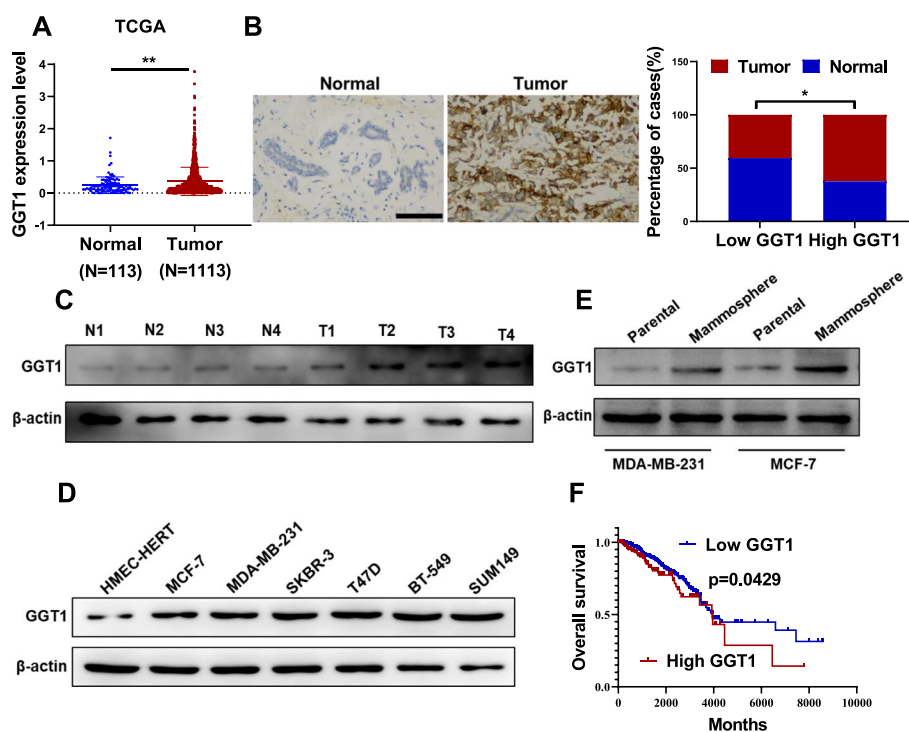 A
TCGA
GGT1 expression level
4
3
2
1
0
-1
**
Normal
(N=113)
Tumor
(N=1113)
B
Normal
Tumor
Percentage of cases(%)
150
100
50
0
Tumor
Normal
*
Low GGT1
High GGT1
C
N1 N2 N3 N4 T1 T2 T3 T4
GGT1
β-actin
E
Parental Mammosphere Parental Mammosphere
GGT1
β-actin
MDA-MB-231
MCF-7
D
HMEC-HERT MCF-7 MDA-MB-231 SKBR-3 T47D BT-549 SUM149
GGT1
β-actin
F
Overall survival
1.0
0.5
0.0
Low GGT1
p=0.0429
High GGT1
0 2000 4000 6000 8000 10000
Months